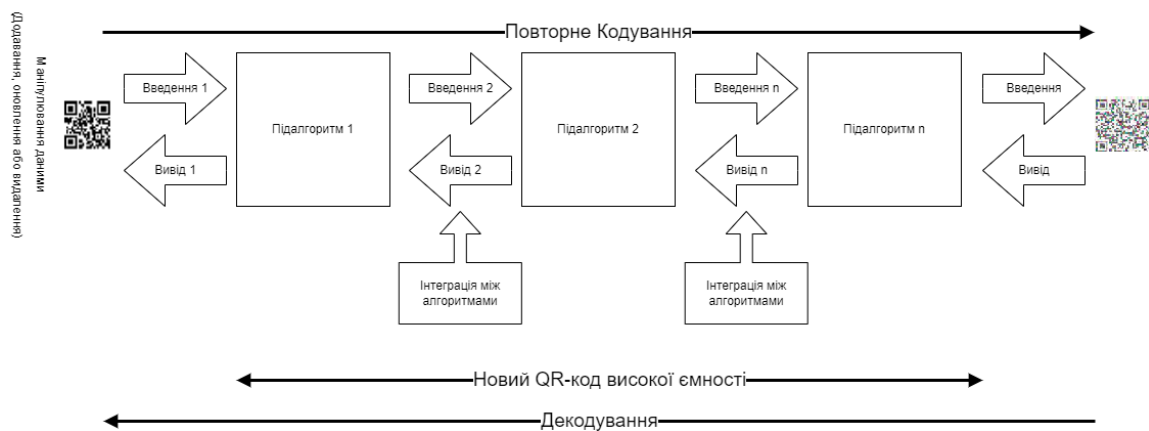 Повторне Кодування
Маніпулювання даними
(Додавання, оновлення або видалення)
Введення 1
Введення 2
Введення n
Введення
Підалгоритм 1
Підалгоритм 2
Підалгоритм n
Вивід 1
Вивід 2
Вивід n
Вивід
Інтеграція між
алгоритмами
Інтеграція між
алгоритмами
Новий QR-код високої ємності
Декодування